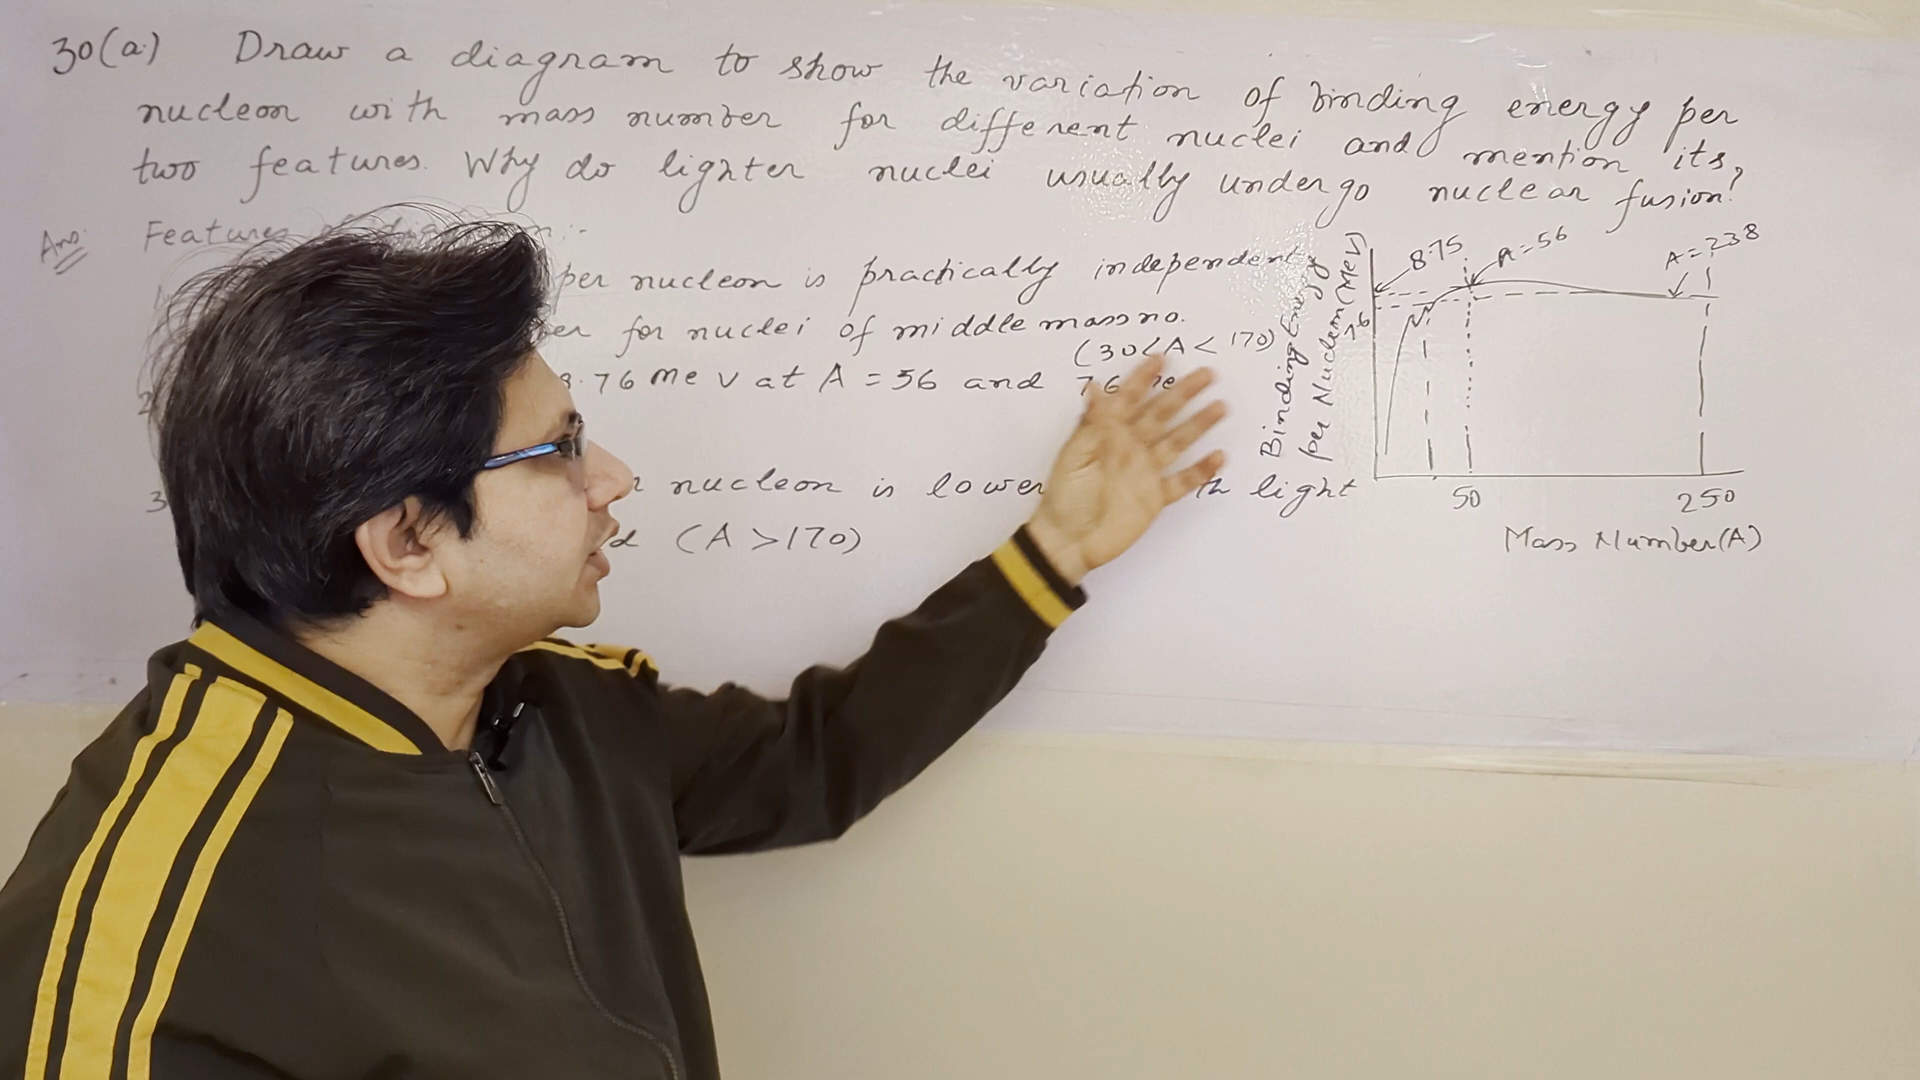 30(a) Draw a diagram to show the variation of binding energy per
nucleon with mass number for different nuclei and mention its
two features. Why do lighter nuclei usually undergo nuclear fusion?
Ans. Features
per nucleon is practically independent
for nuclei of middle mass no.
(30<A<170)
8.76 MeV at A = 56 and 7.6
3
nucleon is lower light
(A >170)
Binding Energy
per Nucleon (MeV)
8.75
A=56
A=238
7.6
50
250
Mass Number(A)